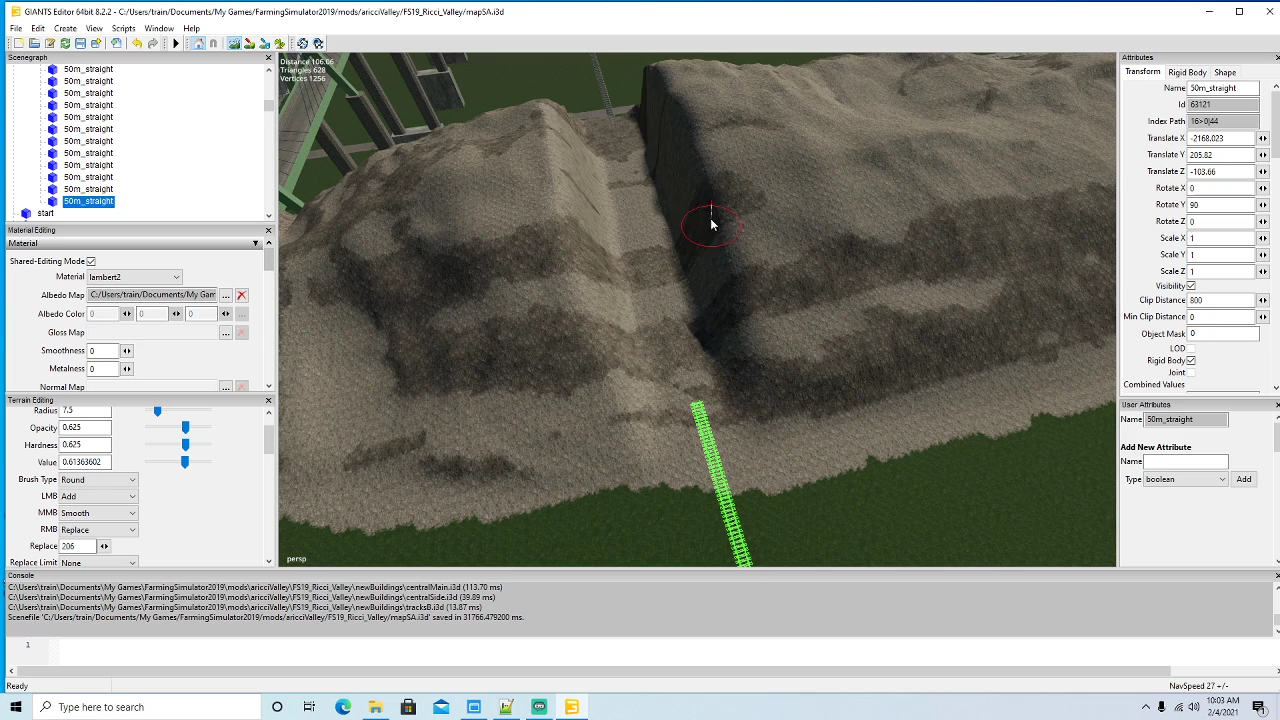 GIANTS Editor 64bit 8.2.2 - C:/Users/train/Documents/My Games/FarmingSimulator2019/mods/aricciValley/FS19_Ricci_Valley/mapSA.i3d
File Edit Create View Scripts Window Help
Scenegraph
50m_straight
50m_straight
50m_straight
50m_straight
50m_straight
50m_straight
50m_straight
50m_straight
50m_straight
50m_straight
50m_straight
50m_straight
start
Material Editing
Material
Shared-Editing Mode
Material lambert2
Albedo Map C:/Users/train/Documents/My Gam
Albedo Color 0 0 0
Gloss Map
Smoothness 0
Metalness 0
Normal Map
Terrain Editing
Radius 7.5
Opacity 0.625
Hardness 0.625
Value 0.61363602
Brush Type Round
LMB Add
MMB Smooth
RMB Replace
Replace 206
Replace Limit None
Distance 106.06
Triangles 628
Vertices 1256
persp
Attributes
Transform Rigid Body Shape
Name 50m_straight
Id 63121
Index Path 16>0|44
Translate X -2168.023
Translate Y 205.82
Translate Z -103.66
Rotate X 0
Rotate Y 90
Rotate Z 0
Scale X 1
Scale Y 1
Scale Z 1
Visibility
Clip Distance 800
Min Clip Distance 0
Object Mask 0
LOD
Rigid Body
Joint
Combined Values
User Attributes
Name 50m_straight
Add New Attribute
Name
Type boolean Add
Console
C:\Users\train\Documents\My Games\FarmingSimulator2019\mods\aricciValley\FS19_Ricci_Valley\newBuildings\centralMain.i3d (113.70 ms)
C:\Users\train\Documents\My Games\FarmingSimulator2019\mods\aricciValley\FS19_Ricci_Valley\newBuildings\centralSide.i3d (39.89 ms)
C:\Users\train\Documents\My Games\FarmingSimulator2019\mods\aricciValley\FS19_Ricci_Valley\newBuildings\tracksB.i3d (13.87 ms)
Scenefile 'C:/Users/train/Documents/My Games/FarmingSimulator2019/mods/aricciValley/FS19_Ricci_Valley/mapSA.i3d' saved in 31766.479200 ms.
1
Ready
NavSpeed 27 +/-
Type here to search
10:03 AM
2/4/2021